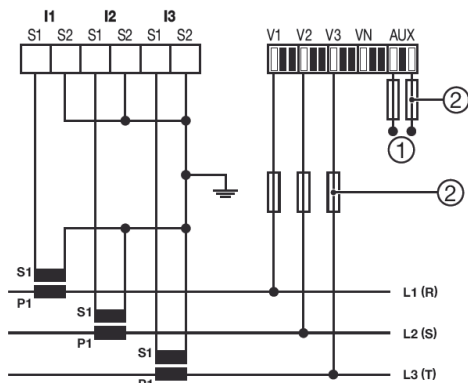 I1 I2 I3
S1 S2 S1 S2 S1 S2
V1 V2 V3 VN AUX
2
1
2
S1
P1
L1 (R)
S1
P1
L2 (S)
S1
P1
L3 (T)